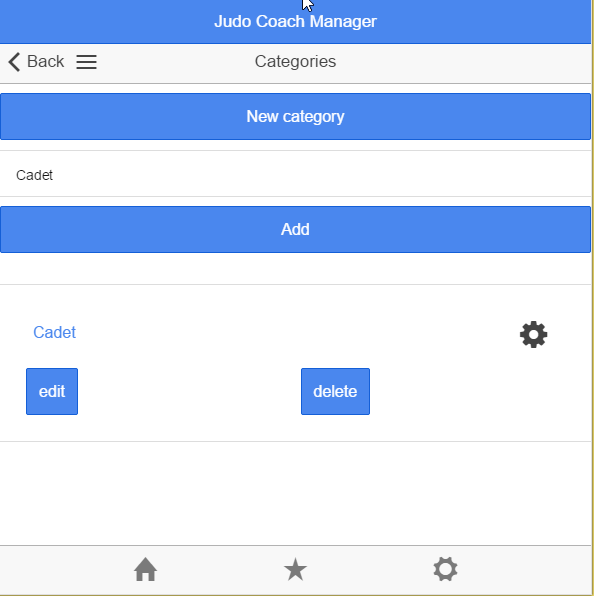 Judo Coach Manager
Back Categories
New category
Cadet
Add
Cadet
edit delete